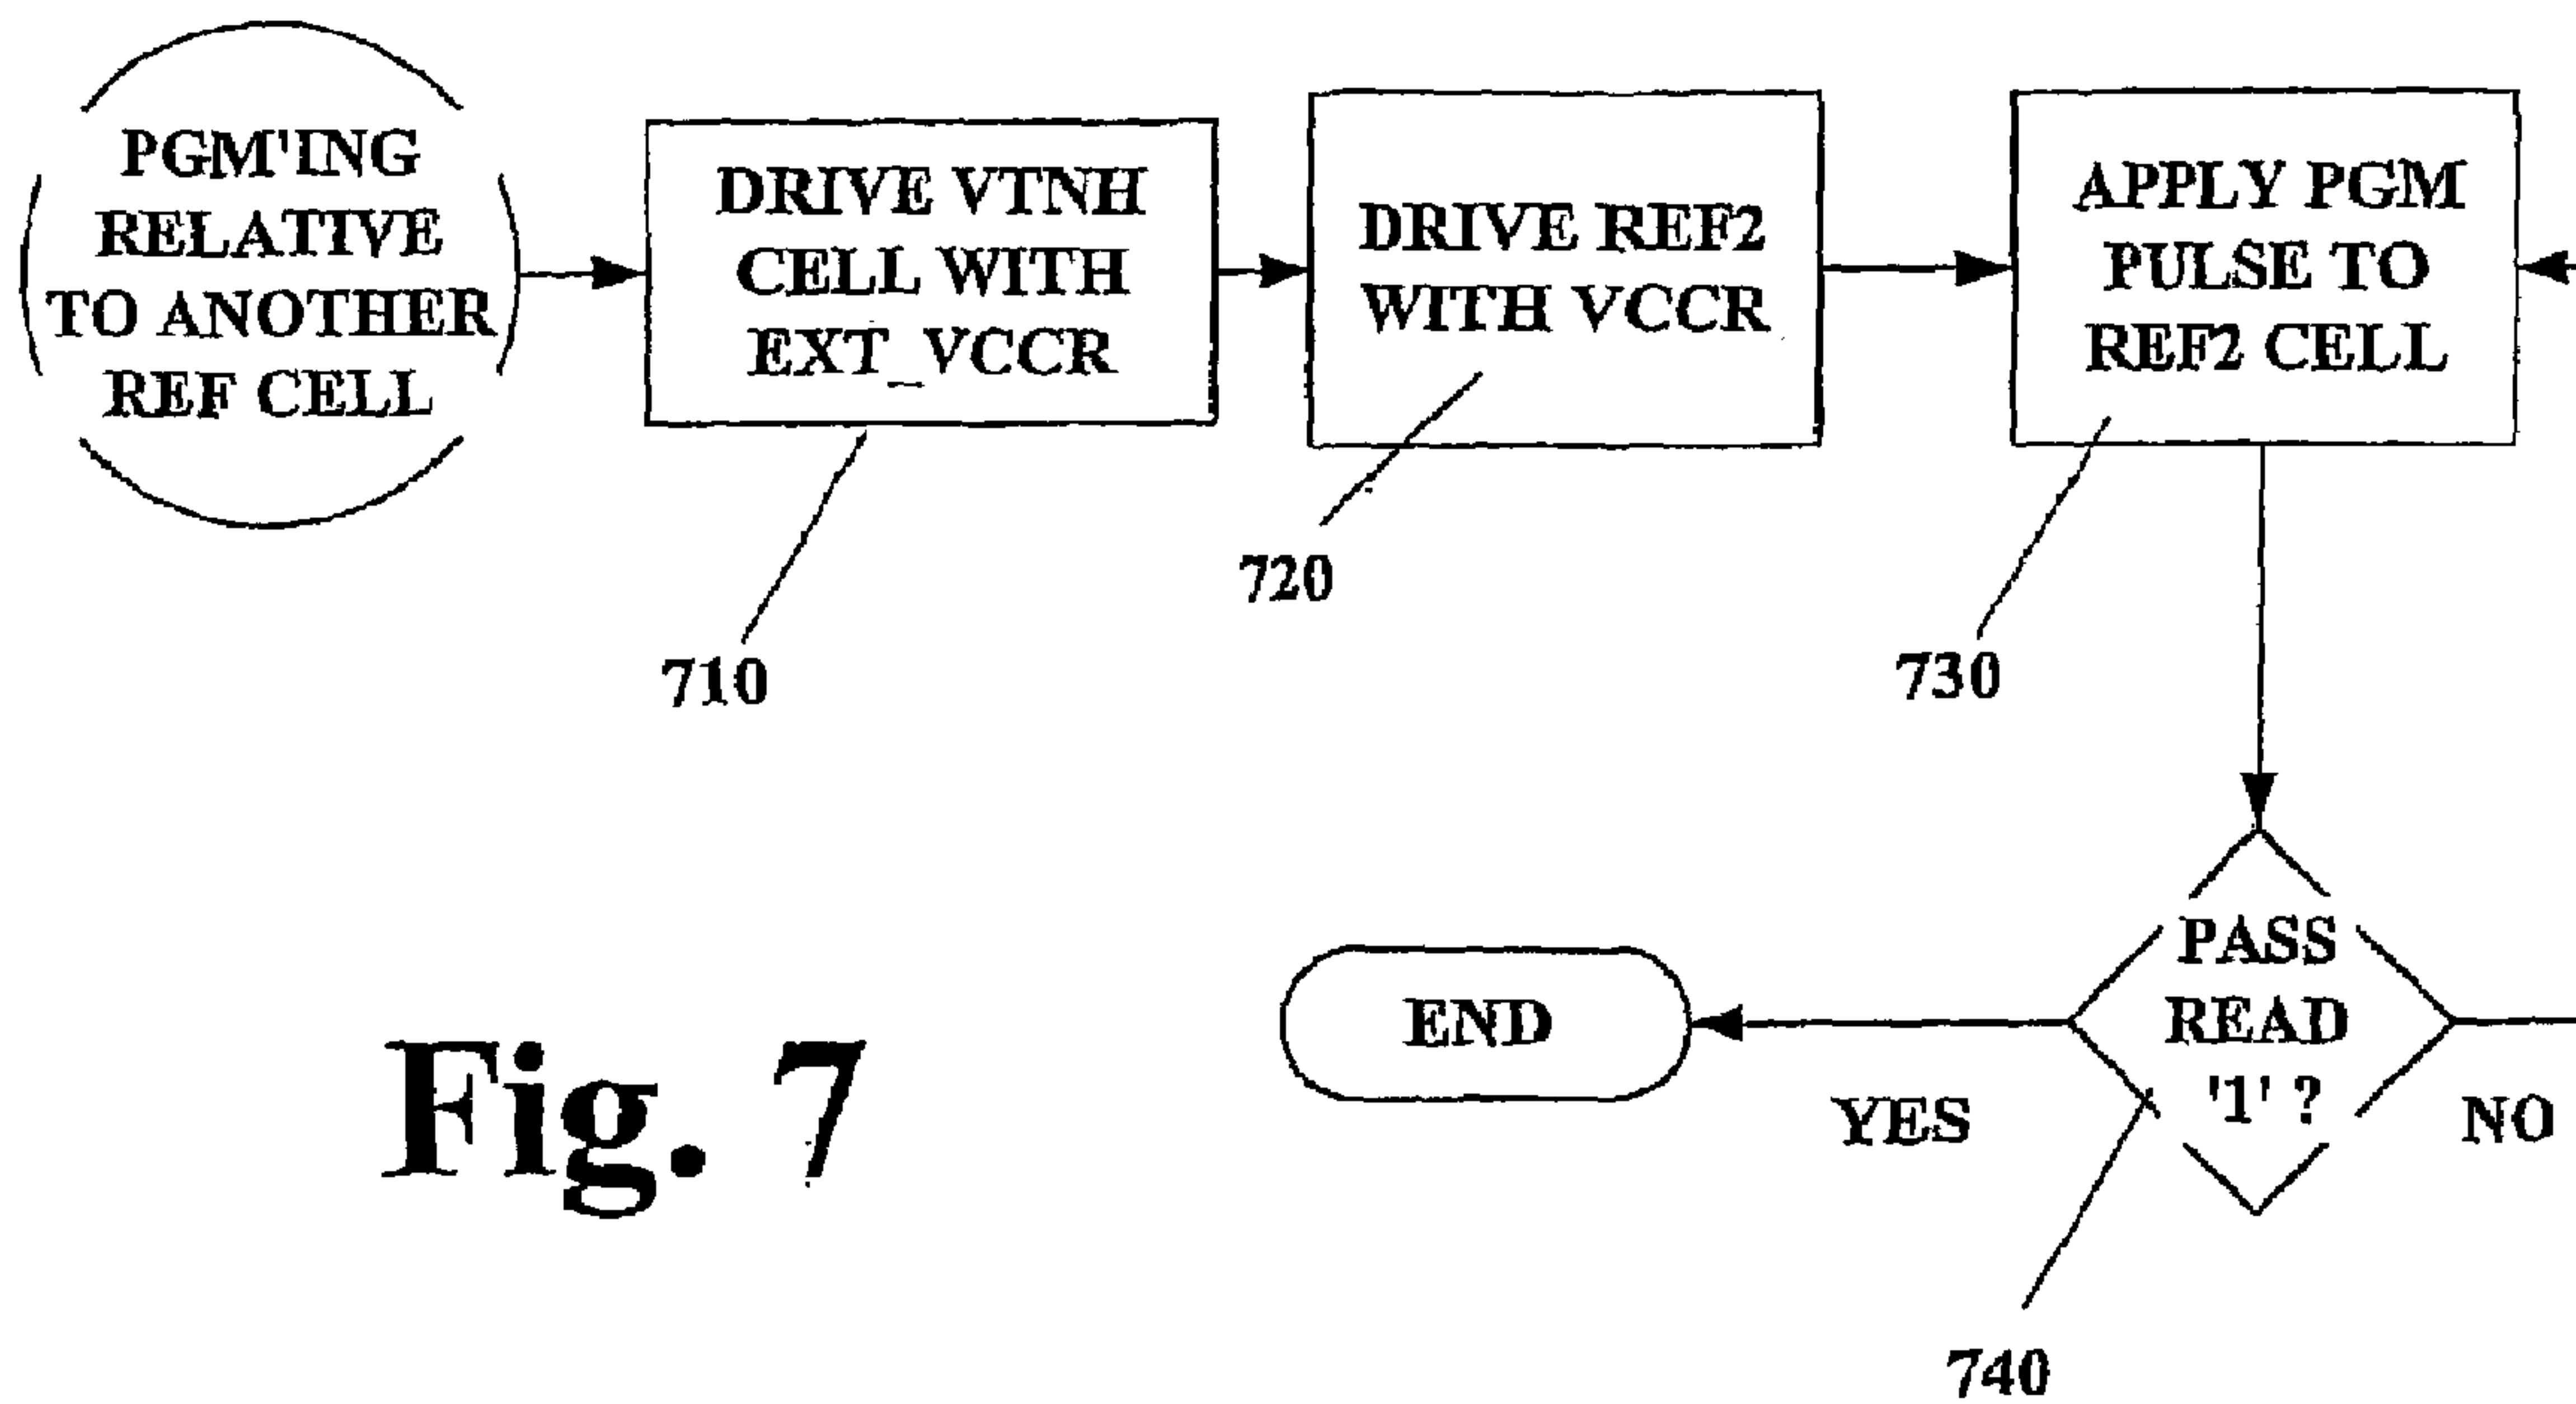 PGM'ING
RELATIVE
TO ANOTHER
REF CELL
DRIVE VTNH
CELL WITH
EXT_VCCR
DRIVE REF2
WITH VCCR
APPLY PGM
PULSE TO
REF2 CELL
710
720
730
PASS
READ
'1' ?
END
YES
NO
740
Fig. 7